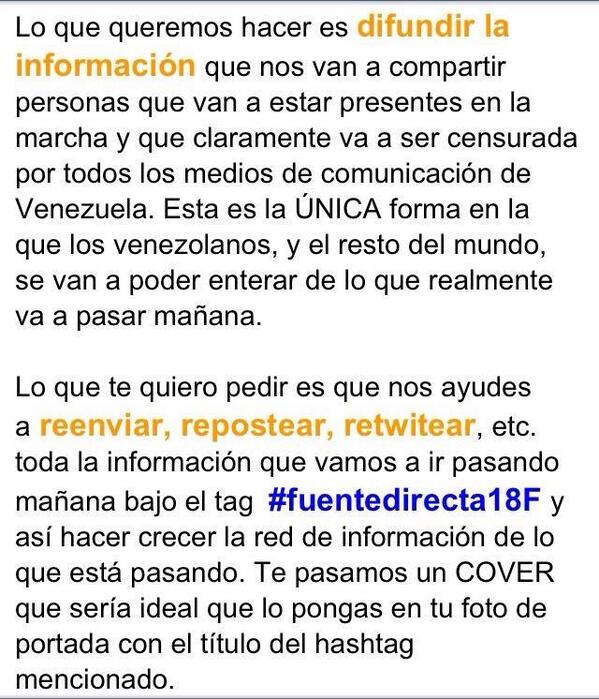 Lo que queremos hacer es difundir la
información que nos van a compartir
personas que van a estar presentes en la
marcha y que claramente va a ser censurada
por todos los medios de comunicación de
Venezuela. Esta es la ÚNICA forma en la
que los venezolanos, y el resto del mundo,
se van a poder enterar de lo que realmente
va a pasar mañana.
Lo que te quiero pedir es que nos ayudes
a reenviar, repostear, retwitear, etc.
toda la información que vamos a ir pasando
mañana bajo el tag #fuentedirecta18F y
así hacer crecer la red de información de lo
que está pasando. Te pasamos un COVER
que sería ideal que lo pongas en tu foto de
portada con el título del hashtag
mencionado.